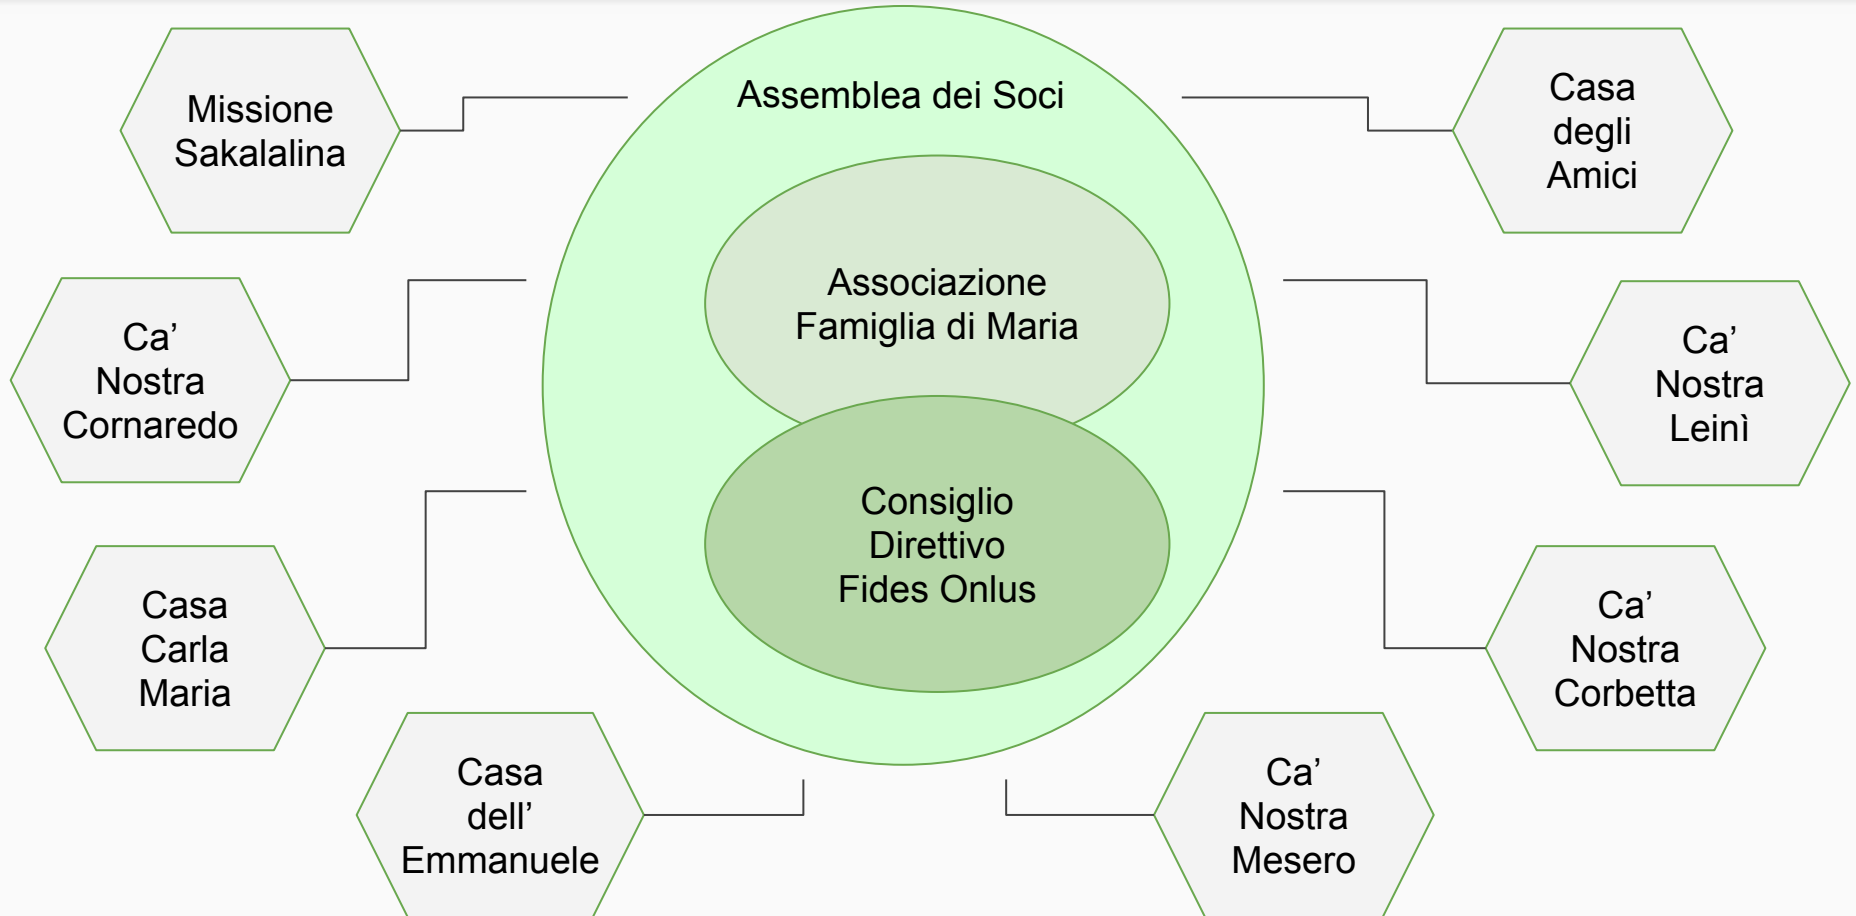 Assemblea dei Soci
Associazione
Famiglia di Maria
Consiglio
Direttivo
Fides Onlus
Missione
Sakalalina
Ca’
Nostra
Cornaredo
Casa
Carla
Maria
Casa
dell’
Emmanuele
Casa
degli
Amici
Ca’
Nostra
Leinì
Ca’
Nostra
Corbetta
Ca’
Nostra
Mesero